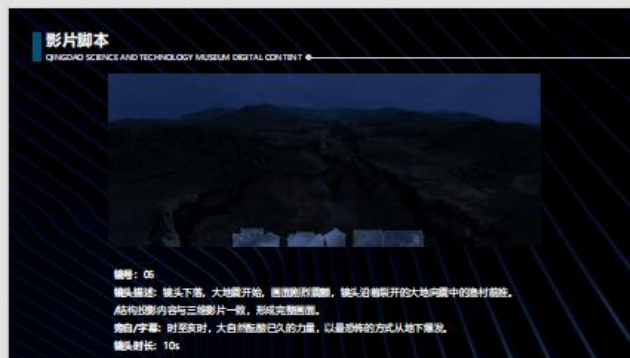 影片脚本
QINGDAO SCIENCE AND TECHNOLOGY MUSEUM DIGITAL CONTENT
镜号：06
镜头描述：镜头下落，大地震开始，画面剧烈震颤，镜头沿着裂开的大地向震中的渔村前推。
/结构投影内容与三维影片一致，形成完整画面。
旁白/字幕：时至亥时，大自然酝酿已久的力量，以最恐怖的方式从地下爆发。
镜头时长：10s